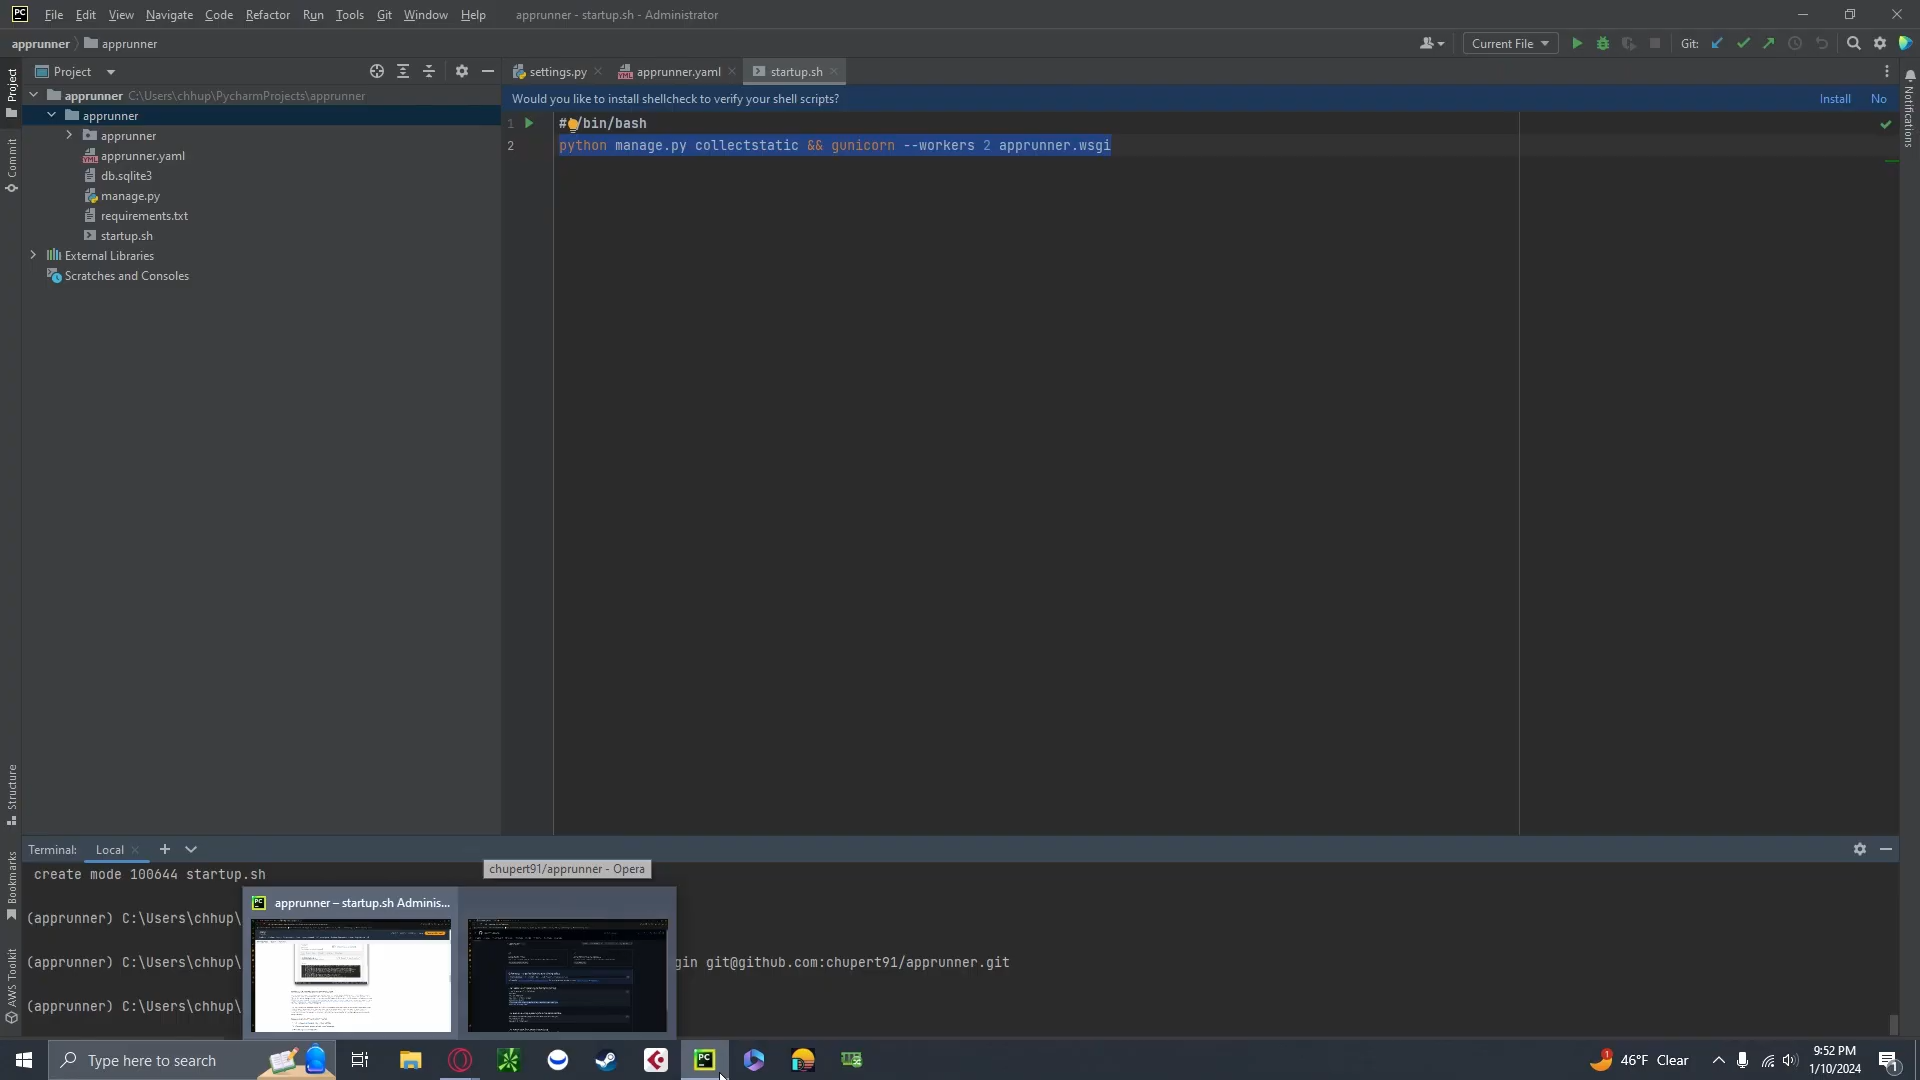 File Edit View Navigate Code Refactor Run Tools Git Window Help apprunner - startup.sh - Administrator
apprunner apprunner Current File Git:
Project
Project
apprunner C:\Users\chhup\PycharmProjects\apprunner
apprunner
apprunner
apprunner.yaml
db.sqlite3
manage.py
requirements.txt
startup.sh
External Libraries
Scratches and Consoles
Commit
Structure
Bookmarks
AWS Toolkit
settings.py apprunner.yaml startup.sh
Would you like to install shellcheck to verify your shell scripts? Install No
1 #/bin/bash
2 python manage.py collectstatic && gunicorn --workers 2 apprunner.wsgi
Notifications
Terminal: Local
create mode 100644 startup.sh
(apprunner) C:\Users\chhup\
(apprunner) C:\Users\chhup\ gin git@github.com:chupert91/apprunner.git
(apprunner) C:\Users\chhup\
chupert91/apprunner - Opera
apprunner – startup.sh Adminis...
Type here to search
46°F Clear
9:52 PM
1/10/2024